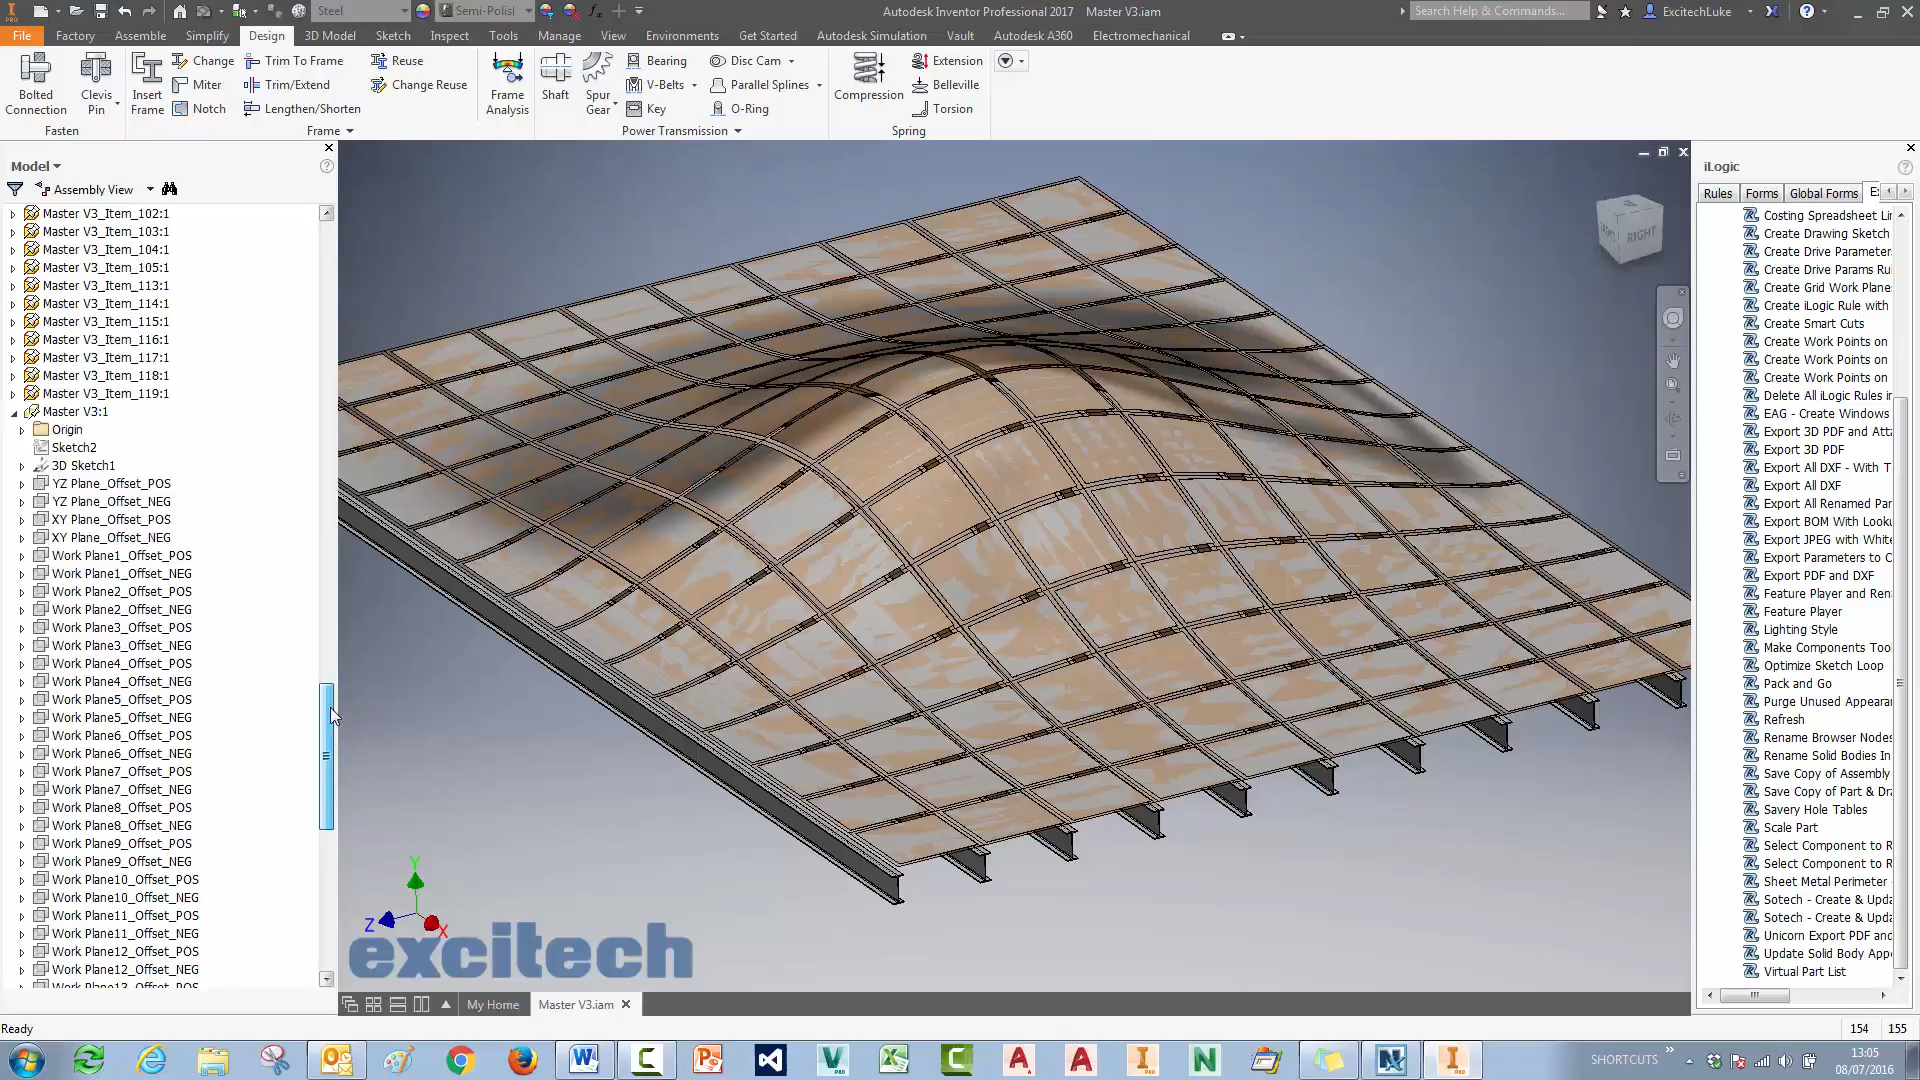 Steel
Semi-Polisl
Autodesk Inventor Professional 2017 Master V3.iam
Search Help & Commands...
ExcitechLuke
File Factory Assemble Simplify Design 3D Model Sketch Inspect Tools Manage View Environments Get Started Autodesk Simulation Vault Autodesk A360 Electromechanical
Bolted Connection
Clevis Pin
Insert Frame
Change
Miter
Notch
Trim To Frame
Trim/Extend
Lengthen/Shorten
Reuse
Change Reuse
Frame Analysis
Shaft
Spur Gear
Bearing
V-Belts
Key
Disc Cam
Parallel Splines
O-Ring
Compression
Extension
Belleville
Torsion
Fasten
Frame
Power Transmission
Spring
Model
Assembly View
Master V3_Item_102:1
Master V3_Item_103:1
Master V3_Item_104:1
Master V3_Item_105:1
Master V3_Item_113:1
Master V3_Item_114:1
Master V3_Item_115:1
Master V3_Item_116:1
Master V3_Item_117:1
Master V3_Item_118:1
Master V3_Item_119:1
Master V3:1
Origin
Sketch2
3D Sketch1
YZ Plane_Offset_POS
YZ Plane_Offset_NEG
XY Plane_Offset_POS
XY Plane_Offset_NEG
Work Plane1_Offset_POS
Work Plane1_Offset_NEG
Work Plane2_Offset_POS
Work Plane2_Offset_NEG
Work Plane3_Offset_POS
Work Plane3_Offset_NEG
Work Plane4_Offset_POS
Work Plane4_Offset_NEG
Work Plane5_Offset_POS
Work Plane5_Offset_NEG
Work Plane6_Offset_POS
Work Plane6_Offset_NEG
Work Plane7_Offset_POS
Work Plane7_Offset_NEG
Work Plane8_Offset_POS
Work Plane8_Offset_NEG
Work Plane9_Offset_POS
Work Plane9_Offset_NEG
Work Plane10_Offset_POS
Work Plane10_Offset_NEG
Work Plane11_Offset_POS
Work Plane11_Offset_NEG
Work Plane12_Offset_POS
Work Plane12_Offset_NEG
Work Plane13_Offset_POS
RIGHT
Y
Z
X
excitech
My Home
Master V3.iam
iLogic
Rules Forms Global Forms
Costing Spreadsheet Lin
Create Drawing Sketch
Create Drive Parameter
Create Drive Params Ru
Create Grid Work Plane
Create iLogic Rule with
Create Smart Cuts
Create Work Points on
Create Work Points on
Create Work Points on
Delete All iLogic Rules in
EAG - Create Windows
Export 3D PDF and Atta
Export 3D PDF
Export All DXF - With T
Export All DXF
Export All Renamed Par
Export BOM With Looku
Export JPEG with White
Export Parameters to C
Export PDF and DXF
Feature Player and Ren
Feature Player
Lighting Style
Make Components Tool
Optimize Sketch Loop
Pack and Go
Purge Unused Appeara
Refresh
Rename Browser Nodes
Rename Solid Bodies In
Save Copy of Assembly
Save Copy of Part & Dra
Savery Hole Tables
Scale Part
Select Component to R
Select Component to R
Sheet Metal Perimeter
Sotech - Create & Upda
Sotech - Create & Upda
Unicorn Export PDF and
Update Solid Body Appe
Virtual Part List
Ready
154 155
SHORTCUTS
13:05
08/07/2016